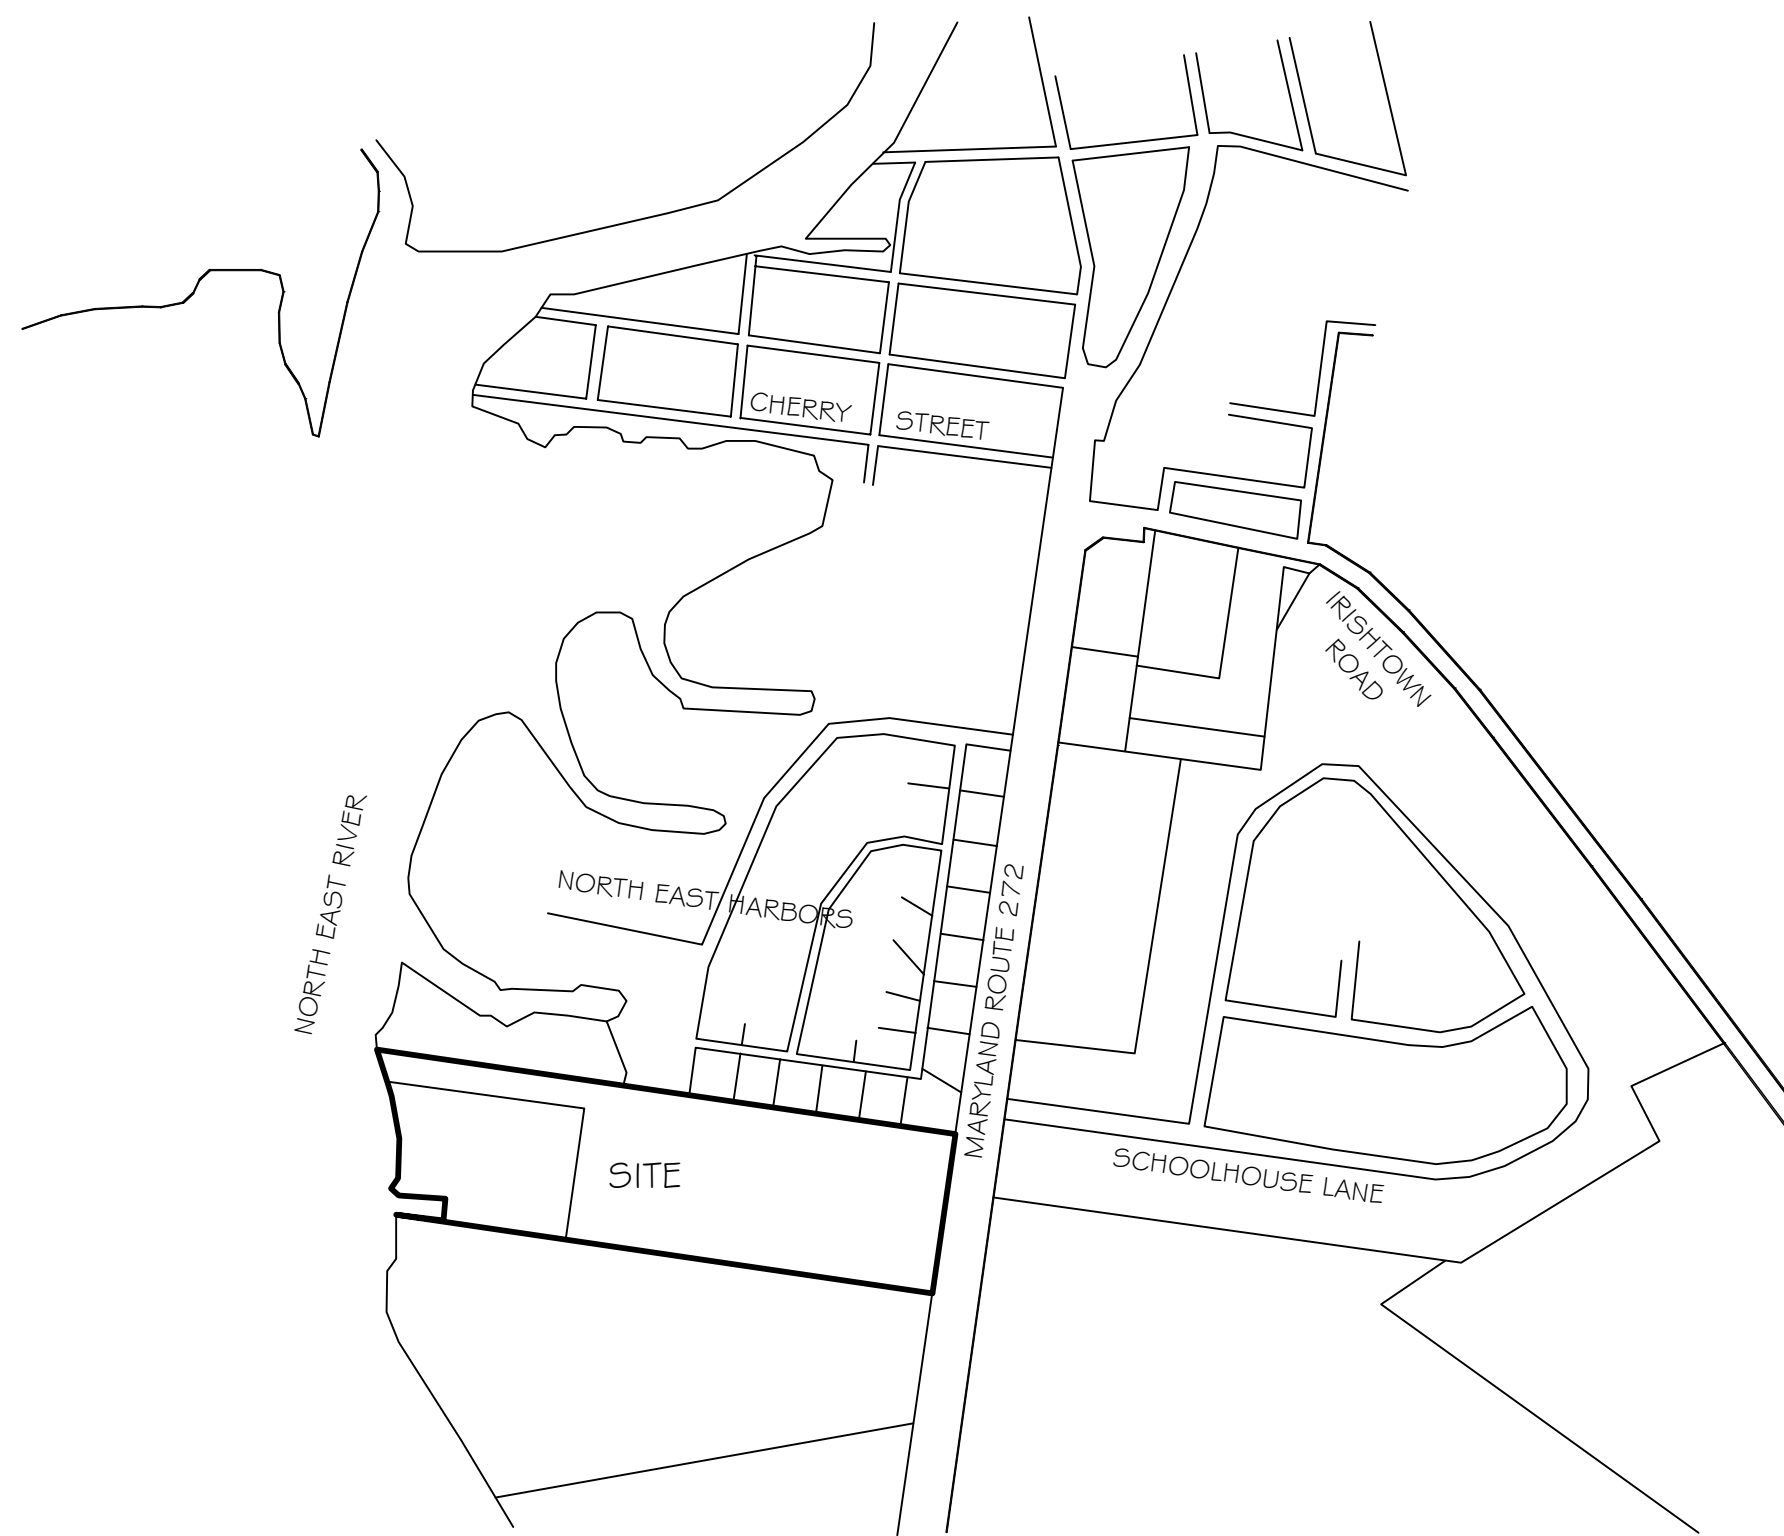 CHERRY STREET
IRISHTOWN
ROAD
NORTH EAST RIVER
NORTH EAST HARBORS
MARYLAND ROUTE 272
SITE
SCHOOLHOUSE LANE